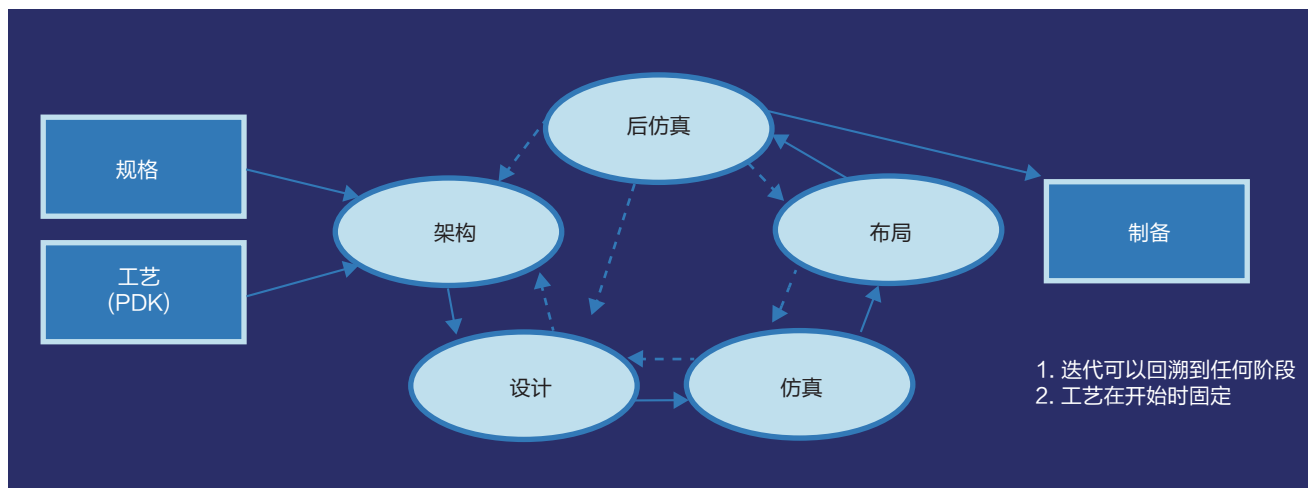 后仿真
规格
架构
布局
制备
工艺
(PDK)
设计
仿真
1. 迭代可以回溯到任何阶段
2. 工艺在开始时固定